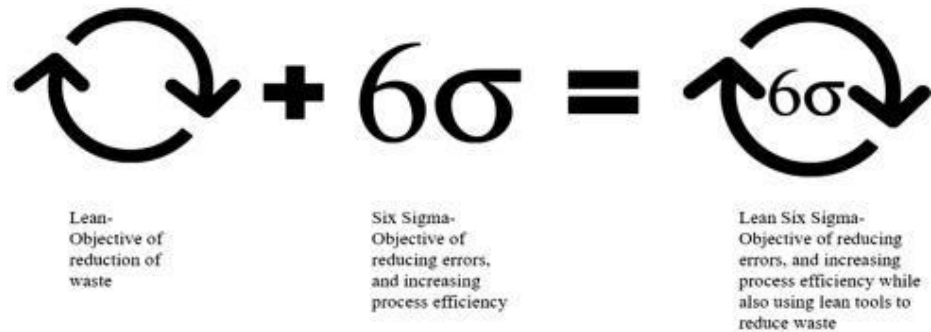 + 6σ = 6σ
Lean-
Objective of
reduction of
waste
Six Sigma-
Objective of
reducing errors,
and increasing
process efficiency
Lean Six Sigma-
Objective of reducing
errors, and increasing
process efficiency while
also using lean tools to
reduce waste